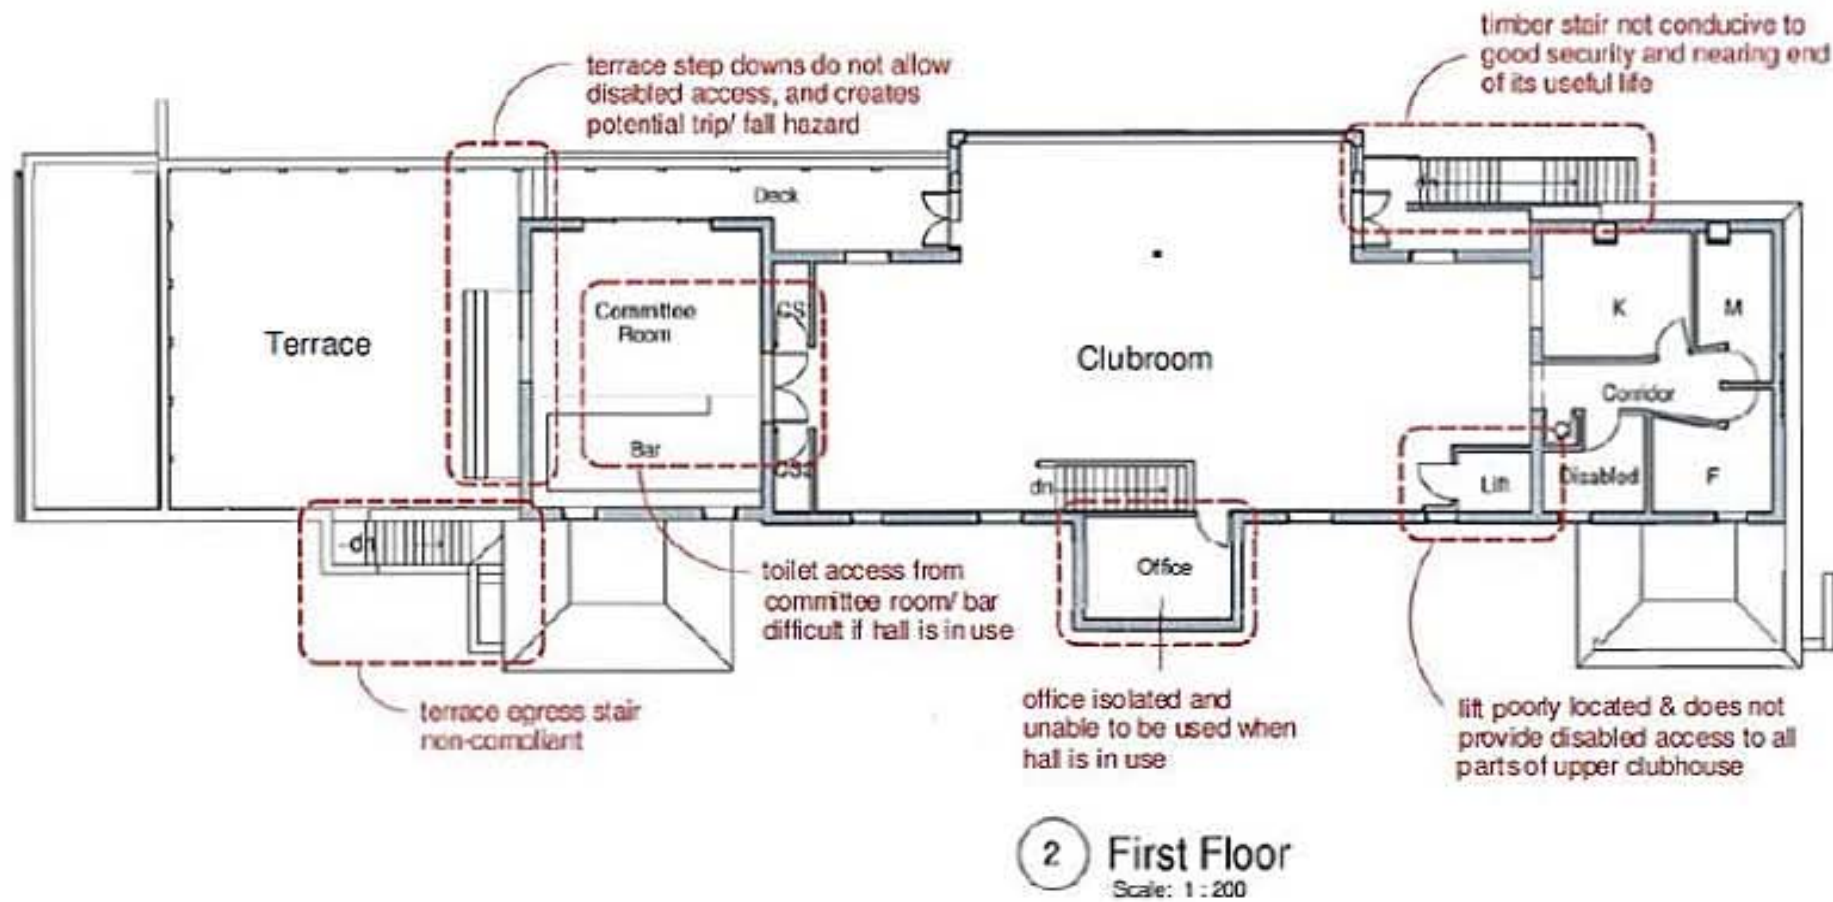 timber stair not conducive to
good security and nearing end
of its useful life
terrace step downs do not allow
disabled access, and creates
potential trip/ fall hazard
Deck
Committee
Room
CS
K
M
Terrace
Clubroom
Corridor
Bar
CS2
dn
Lift
Disabled
F
dn
Office
toilet access from
committee room/ bar
difficult if hall is in use
terrace egress stair
non-compliant
office isolated and
unable to be used when
hall is in use
lift poorly located & does not
provide disabled access to all
parts of upper clubhouse
2 First Floor
Scale: 1 : 200